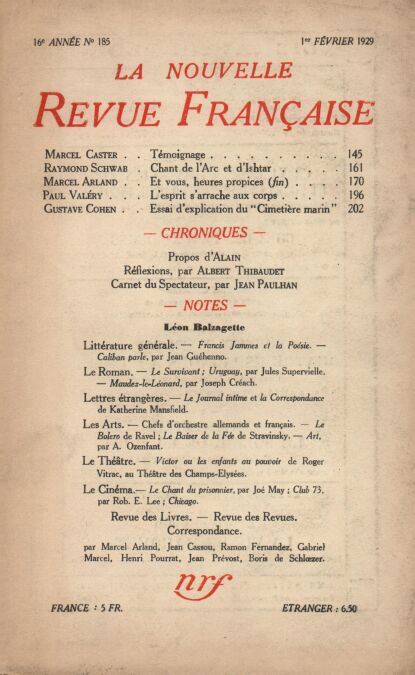 16e ANNÉE No 185 1er FÉVRIER 1929
LA NOUVELLE
REVUE FRANÇAISE
MARCEL CASTER . . Témoignage . . . . . . . . . . 145
RAYMOND SCHWAB . Chant de l'Arc et d'Ishtar . . . . . 161
MARCEL ARLAND . . Et vous, heures propices (fin) . . . . 170
PAUL VALÉRY . . . L'esprit s'arrache aux corps . . . . . 196
GUSTAVE COHEN . . Essai d'explication du "Cimetière marin" 202
— CHRONIQUES —
Propos d'ALAIN
Réflexions, par ALBERT THIBAUDET
Carnet du Spectateur, par JEAN PAULHAN
— NOTES —
Léon Balzagette
Littérature générale. — Francis Jammes et la Poésie. —
Caliban parle, par Jean Guéhenno.
Le Roman. — Le Survivant ; Uruguay, par Jules Supervielle.
— Maudez-le-Léonard, par Joseph Créach.
Lettres étrangères. — Le Journal intime et la Correspondance
de Katherine Mansfield.
Les Arts. — Chefs d'orchestre allemands et français. — Le
Bolero de Ravel ; Le Baiser de la Fée de Stravinsky. — Art,
par A. Ozenfant.
Le Théâtre. — Victor ou les enfants au pouvoir de Roger
Vitrac, au Théâtre des Champs-Elysées.
Le Cinéma. — Le Chant du prisonnier, par Joé May ; Club 73,
par Rob. E. Lee ; Chicago.
Revue des Livres. — Revue des Revues.
Correspondance.
par Marcel Arland, Jean Cassou, Ramon Fernandez, Gabriel
Marcel, Henri Pourrat, Jean Prévost, Boris de Schlœzer.
nrf
FRANCE : 5 FR. ETRANGER : 6.50